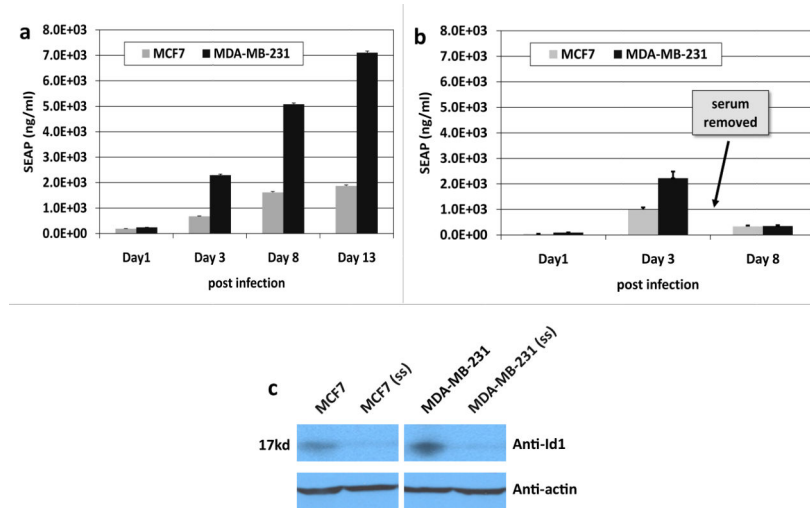 a
8.0E+03
7.0E+03
6.0E+03
5.0E+03
4.0E+03
3.0E+03
2.0E+03
1.0E+03
0.0E+00
SEAP (ng/ml)
MCF7 MDA-MB-231
Day1 Day 3 Day 8 Day 13
post infection
b
8.0E+03
7.0E+03
6.0E+03
5.0E+03
4.0E+03
3.0E+03
2.0E+03
1.0E+03
0.0E+00
SEAP (ng/ml)
MCF7 MDA-MB-231
serum
removed
Day1 Day 3 Day 8
post infection
c
MCF7 MCF7 (ss) MDA-MB-231 MDA-MB-231 (ss)
17kd Anti-Id1
Anti-actin